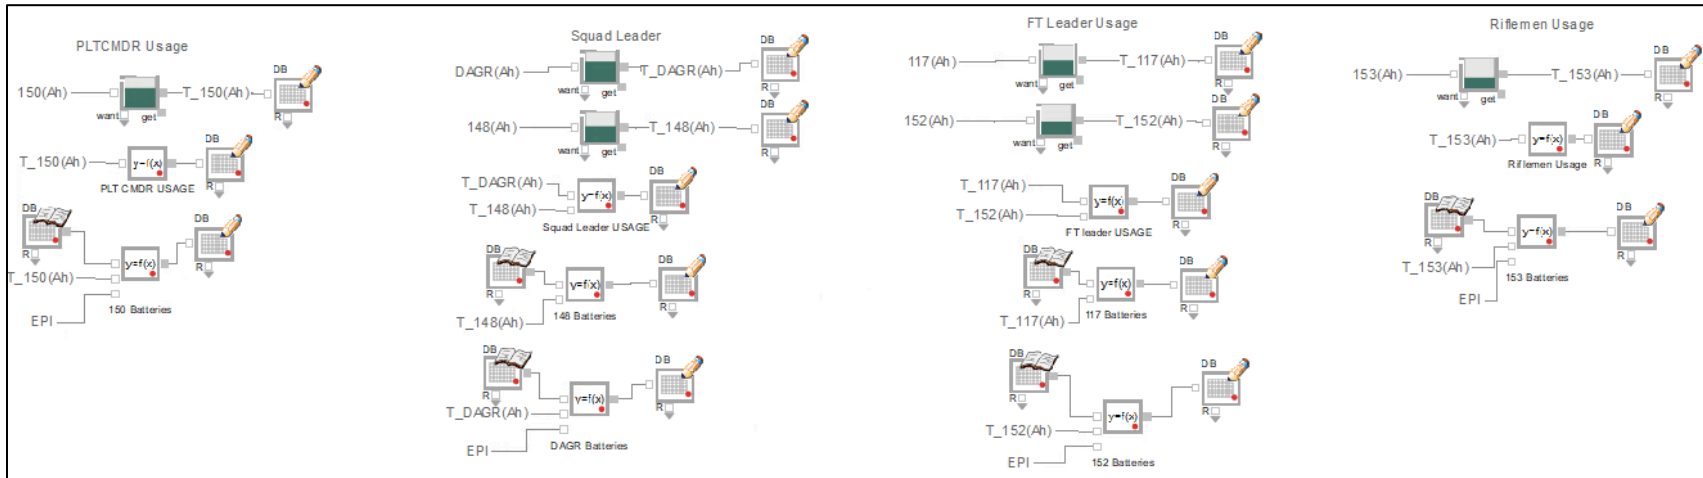 PLTCMDR Usage
DB
150(Ah)
T_150(Ah)
want
get
R
DB
T_150(Ah)
y=f(x)
PLT CMDR USAGE
R
DB
DB
R
y=f(x)
R
T_150(Ah)
150 Batteries
EPI
Squad Leader
DB
DAGR(Ah)
T_DAGR(Ah)
want
get
R
DB
148(Ah)
T_148(Ah)
want
get
R
DB
T_DAGR(Ah)
y=f(x)
T_148(Ah)
R
Squad Leader USAGE
DB
DB
y=f(x)
R
R
T_148(Ah)
148 Batteries
DB
DB
y=f(x)
R
R
T_DAGR(Ah)
DAGR Batteries
EPI
FT Leader Usage
DB
117(Ah)
T_117(Ah)
want
get
R
DB
152(Ah)
T_152(Ah)
want
get
R
DB
T_117(Ah)
y=f(x)
T_152(Ah)
R
FT leader USAGE
DB
DB
y=f(x)
R
R
T_117(Ah)
117 Batteries
DB
DB
R
y=f(x)
R
T_152(Ah)
EPI
152 Batteries
Riflemen Usage
DB
153(Ah)
T_153(Ah)
want
get
R
DB
T_153(Ah)
y=f(x)
Riflemen Usage
R
DB
DB
y=f(x)
R
R
T_153(Ah)
153 Batteries
EPI